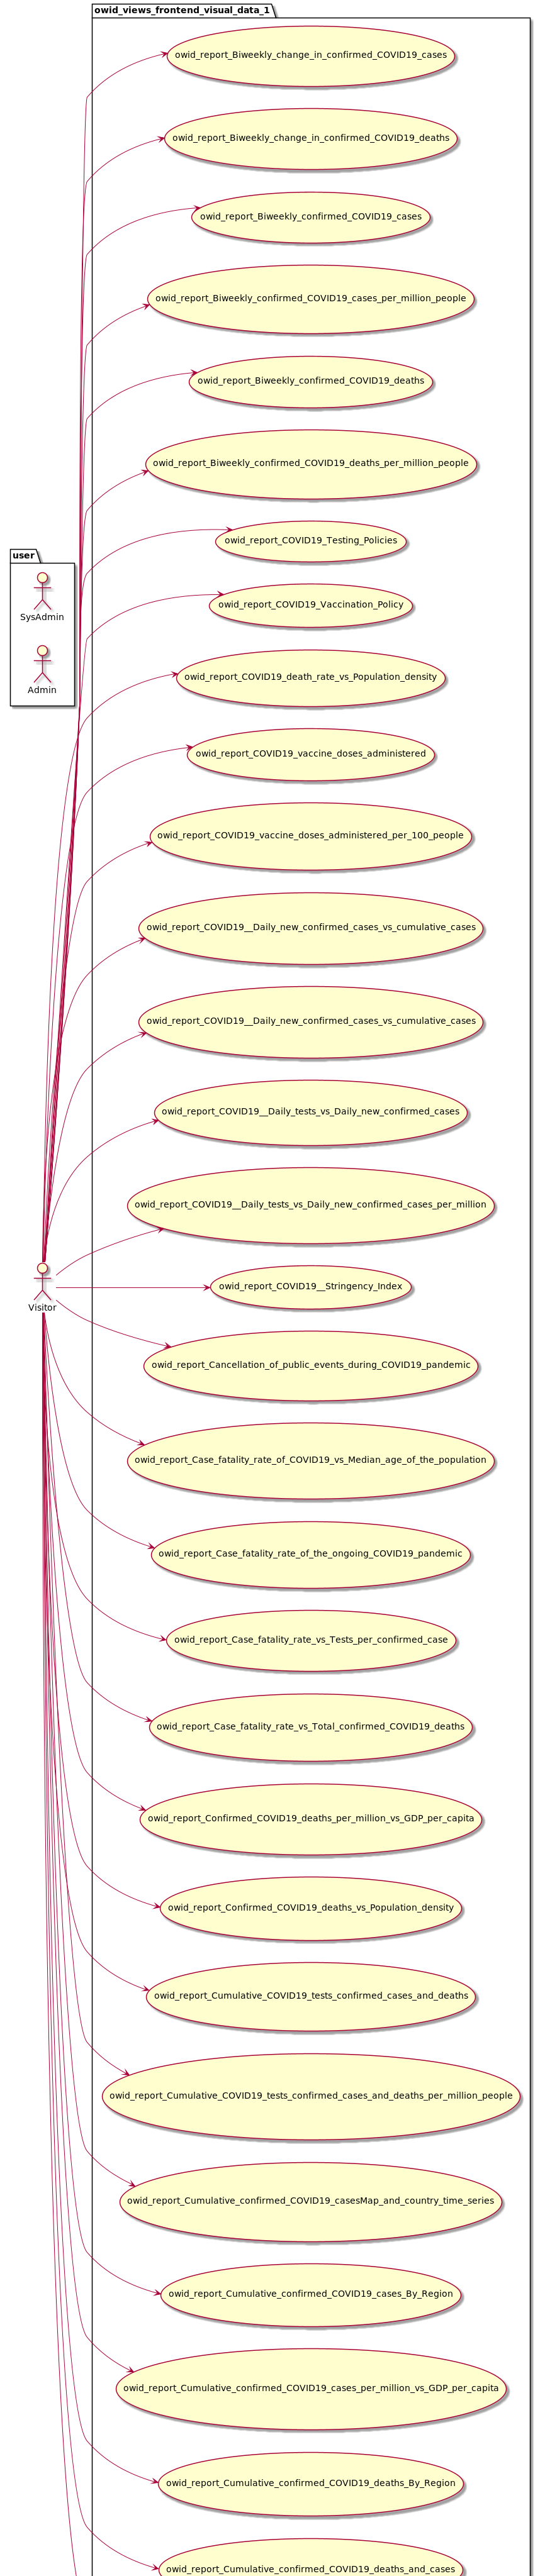 owid_views_frontend_visual_data_1
owid_report_Biweekly_change_in_confirmed_COVID19_cases
owid_report_Biweekly_change_in_confirmed_COVID19_deaths
owid_report_Biweekly_confirmed_COVID19_cases
owid_report_Biweekly_confirmed_COVID19_cases_per_million_people
owid_report_Biweekly_confirmed_COVID19_deaths
owid_report_Biweekly_confirmed_COVID19_deaths_per_million_people
owid_report_COVID19_Testing_Policies
user
SysAdmin
Admin
owid_report_COVID19_Vaccination_Policy
owid_report_COVID19_death_rate_vs_Population_density
owid_report_COVID19_vaccine_doses_administered
owid_report_COVID19_vaccine_doses_administered_per_100_people
owid_report_COVID19__Daily_new_confirmed_cases_vs_cumulative_cases
owid_report_COVID19__Daily_new_confirmed_cases_vs_cumulative_cases
owid_report_COVID19__Daily_tests_vs_Daily_new_confirmed_cases
owid_report_COVID19__Daily_tests_vs_Daily_new_confirmed_cases_per_million
owid_report_COVID19__Stringency_Index
Visitor
owid_report_Cancellation_of_public_events_during_COVID19_pandemic
owid_report_Case_fatality_rate_of_COVID19_vs_Median_age_of_the_population
owid_report_Case_fatality_rate_of_the_ongoing_COVID19_pandemic
owid_report_Case_fatality_rate_vs_Tests_per_confirmed_case
owid_report_Case_fatality_rate_vs_Total_confirmed_COVID19_deaths
owid_report_Confirmed_COVID19_deaths_per_million_vs_GDP_per_capita
owid_report_Confirmed_COVID19_deaths_vs_Population_density
owid_report_Cumulative_COVID19_tests_confirmed_cases_and_deaths
owid_report_Cumulative_COVID19_tests_confirmed_cases_and_deaths_per_million_people
owid_report_Cumulative_confirmed_COVID19_casesMap_and_country_time_series
owid_report_Cumulative_confirmed_COVID19_cases_By_Region
owid_report_Cumulative_confirmed_COVID19_cases_per_million_vs_GDP_per_capita
owid_report_Cumulative_confirmed_COVID19_deaths_By_Region
owid_report_Cumulative_confirmed_COVID19_deaths_and_cases